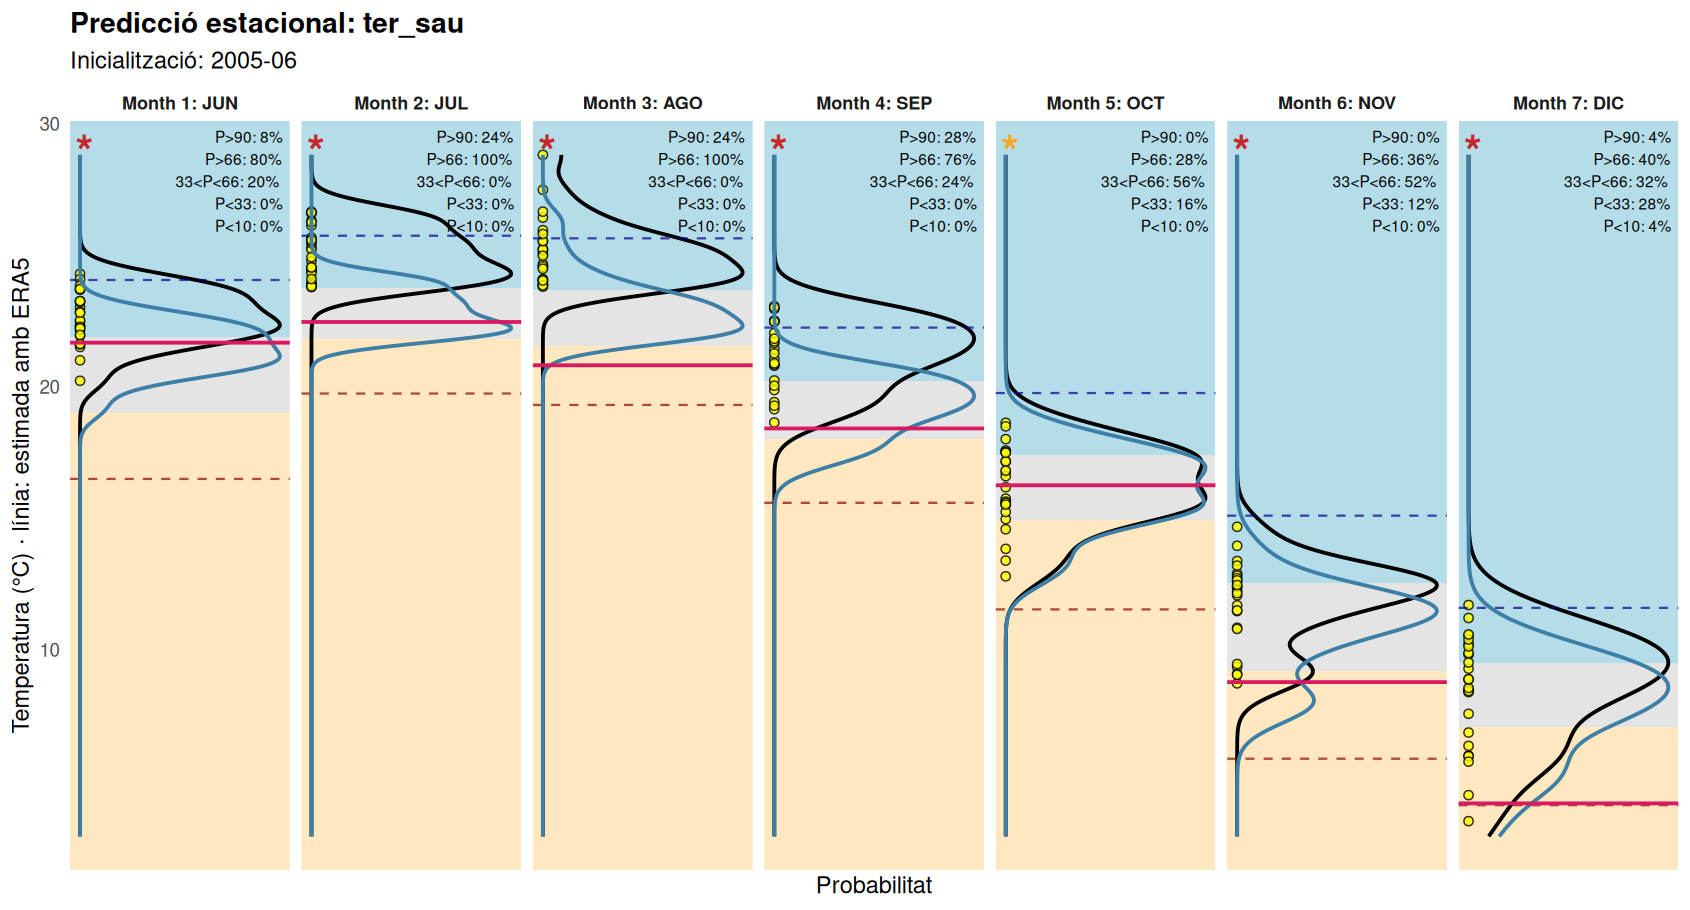 Predicció estacional: ter_sau
Inicialització: 2005-06
Month 1: JUN
Month 2: JUL
Month 3: AGO
Month 4: SEP
Month 5: OCT
Month 6: NOV
Month 7: DIC
Temperatura (°C) · línia: estimada amb ERA5
30
20
10
*
P>90: 8%
P>66: 80%
33<P<66: 20%
P<33: 0%
P<10: 0%
*
P>90: 24%
P>66: 100%
33<P<66: 0%
P<33: 0%
P<10: 0%
*
P>90: 24%
P>66: 100%
33<P<66: 0%
P<33: 0%
P<10: 0%
*
P>90: 28%
P>66: 76%
33<P<66: 24%
P<33: 0%
P<10: 0%
*
P>90: 0%
P>66: 28%
33<P<66: 56%
P<33: 16%
P<10: 0%
*
P>90: 0%
P>66: 36%
33<P<66: 52%
P<33: 12%
P<10: 0%
*
P>90: 4%
P>66: 40%
33<P<66: 32%
P<33: 28%
P<10: 4%
Probabilitat